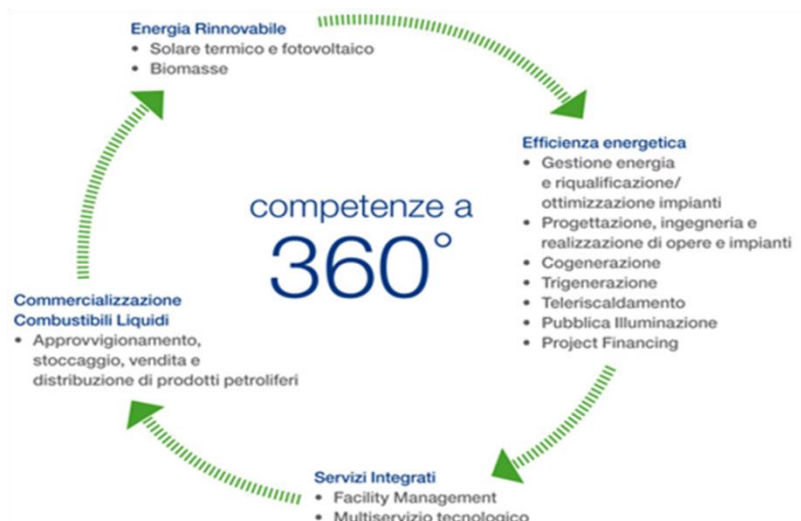 Energia Rinnovabile
• Solare termico e fotovoltaico
• Biomasse
Efficienza energetica
• Gestione energia
e riqualificazione/
ottimizzazione impianti
• Progettazione, ingegneria e
realizzazione di opere e impianti
• Cogenerazione
• Trigenerazione
• Teleriscaldamento
• Pubblica Illuminazione
• Project Financing
competenze a
360°
Commercializzazione
Combustibili Liquidi
• Approvvigionamento,
stoccaggio, vendita e
distribuzione di prodotti petroliferi
Servizi Integrati
• Facility Management
• Multiservizio tecnologico